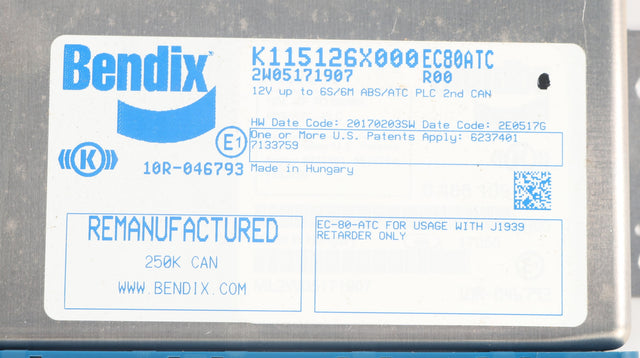 Bendix
K115126X000 EC80ATC
2W05171907 R00
12V up to 6S/6M ABS/ATC PLC 2nd CAN
HW Date Code: 20170203SW Date Code: 2E0517G
One or More U.S. Patents Apply: 6237401
7133759
E1
K
10R-046793
Made in Hungary
REMANUFACTURED
250K CAN
WWW.BENDIX.COM
EC-80-ATC FOR USAGE WITH J1939
RETARDER ONLY